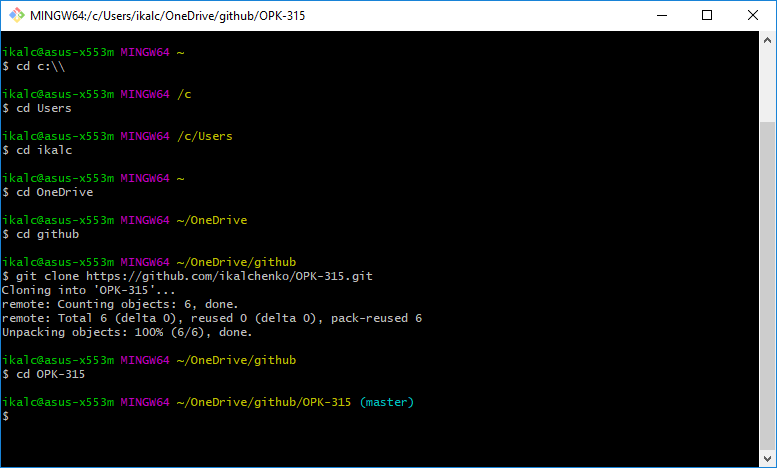 MINGW64:/c/Users/ikalc/OneDrive/github/OPK-315
ikalc@asus-x553m MINGW64 ~
$ cd c:\\
ikalc@asus-x553m MINGW64 /c
$ cd Users
ikalc@asus-x553m MINGW64 /c/Users
$ cd ikalc
ikalc@asus-x553m MINGW64 ~
$ cd OneDrive
ikalc@asus-x553m MINGW64 ~/OneDrive
$ cd github
ikalc@asus-x553m MINGW64 ~/OneDrive/github
$ git clone https://github.com/ikalchenko/OPK-315.git
Cloning into 'OPK-315'...
remote: Counting objects: 6, done.
remote: Total 6 (delta 0), reused 0 (delta 0), pack-reused 6
Unpacking objects: 100% (6/6), done.
ikalc@asus-x553m MINGW64 ~/OneDrive/github
$ cd OPK-315
ikalc@asus-x553m MINGW64 ~/OneDrive/github/OPK-315 (master)
$